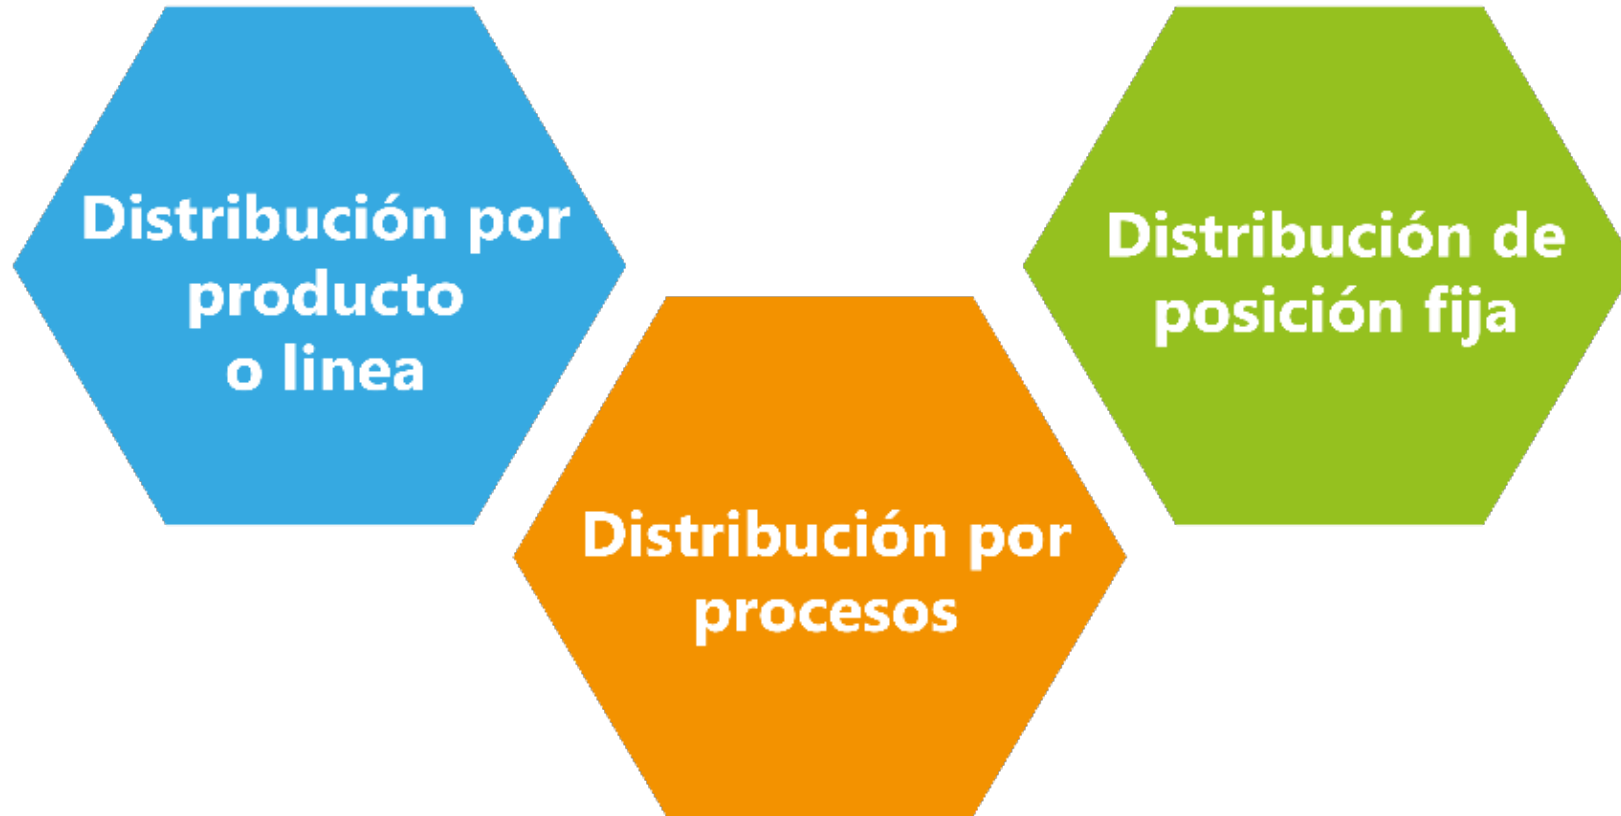 Distribución por
producto
o linea
Distribución por
procesos
Distribución de
posición fija